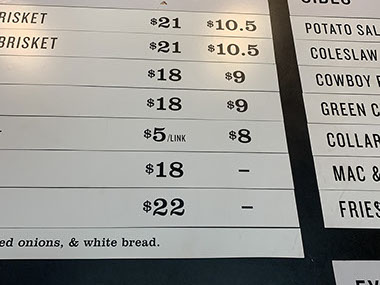 RISKET $21 $10.5
BRISKET $21 $10.5
$18 $9
$18 $9
$5/LINK $8
$18 –
$22 –
ed onions, & white bread.
POTATO SAL
COLESLAW
COWBOY
GREEN C
COLLAR
MAC &
FRIES